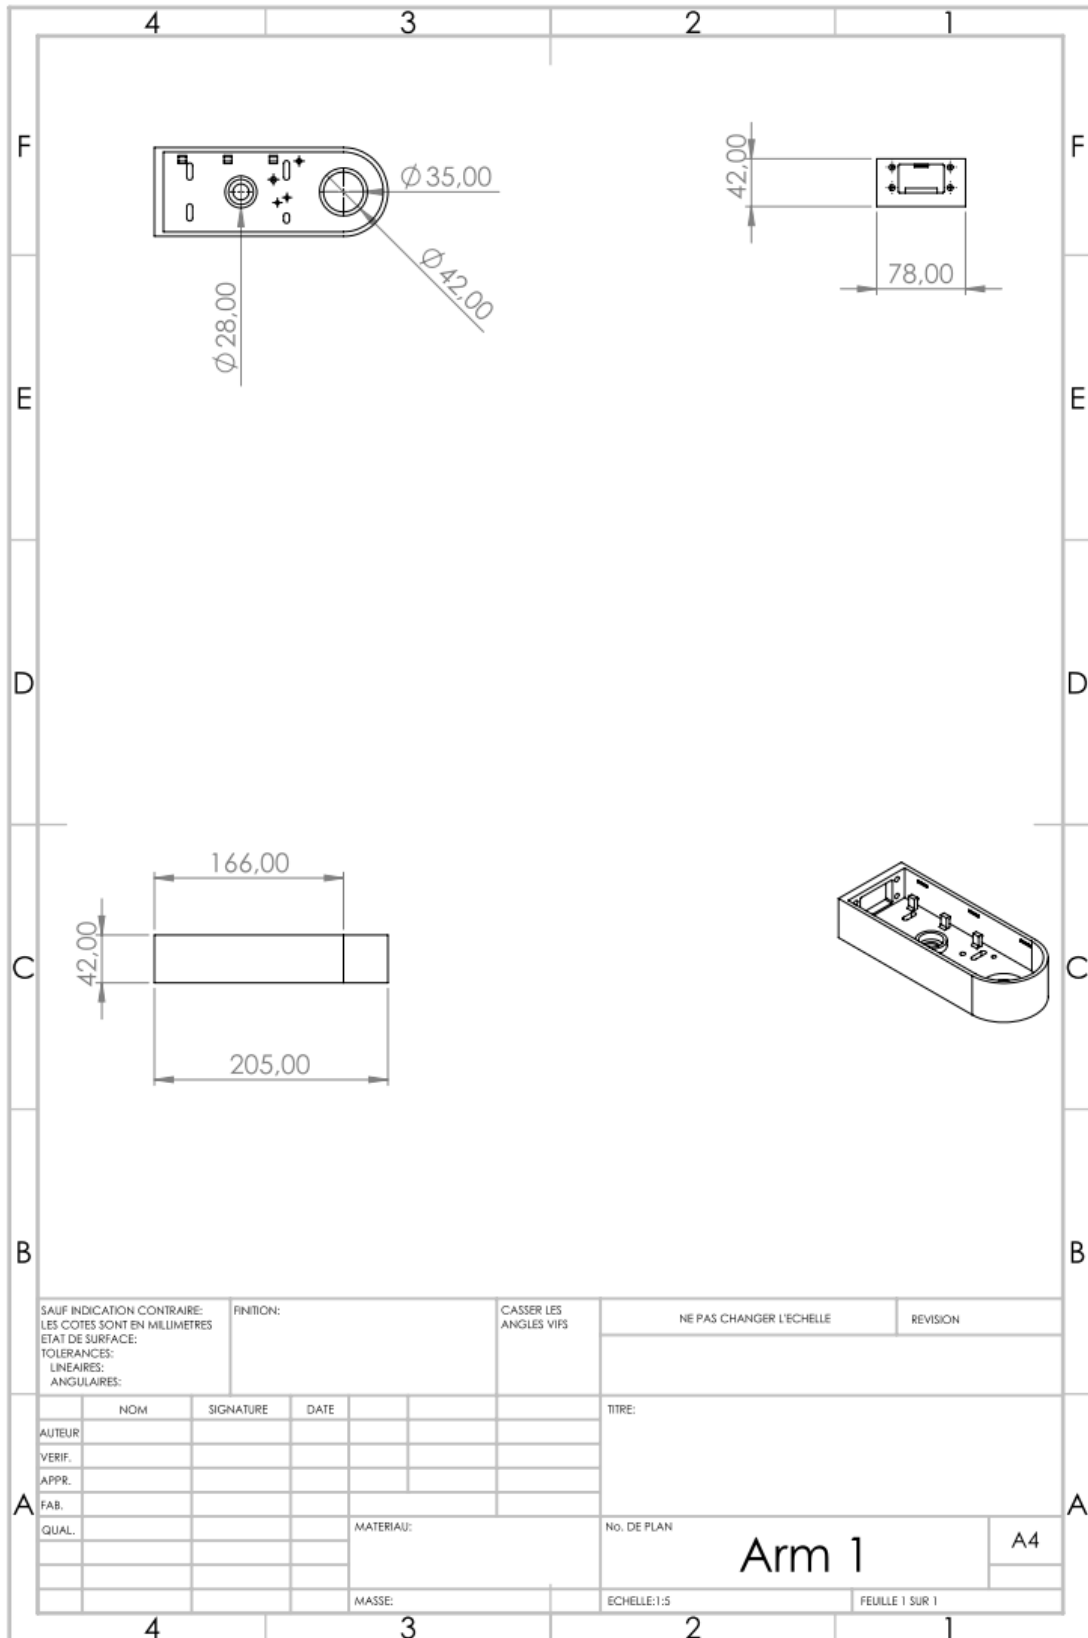 4 3 2 1
F F
Ø 35,00
Ø 42,00
Ø 28,00
42,00
78,00
E E
D D
166,00
42,00
205,00
C C
B B
SAUF INDICATION CONTRAIRE:
LES COTES SONT EN MILLIMETRES
ETAT DE SURFACE:
TOLERANCES:
LINEAIRES:
ANGULAIRES:
FINITION:
CASSER LES
ANGLES VIFS
NE PAS CHANGER L'ECHELLE
REVISION
NOM SIGNATURE DATE
TITRE:
AUTEUR
VERIF.
APPR.
FAB.
QUAL.
A A
MATERIAU:
No. DE PLAN
Arm 1
A4
MASSE:
ECHELLE:1:5
FEUILLE 1 SUR 1
4 3 2 1